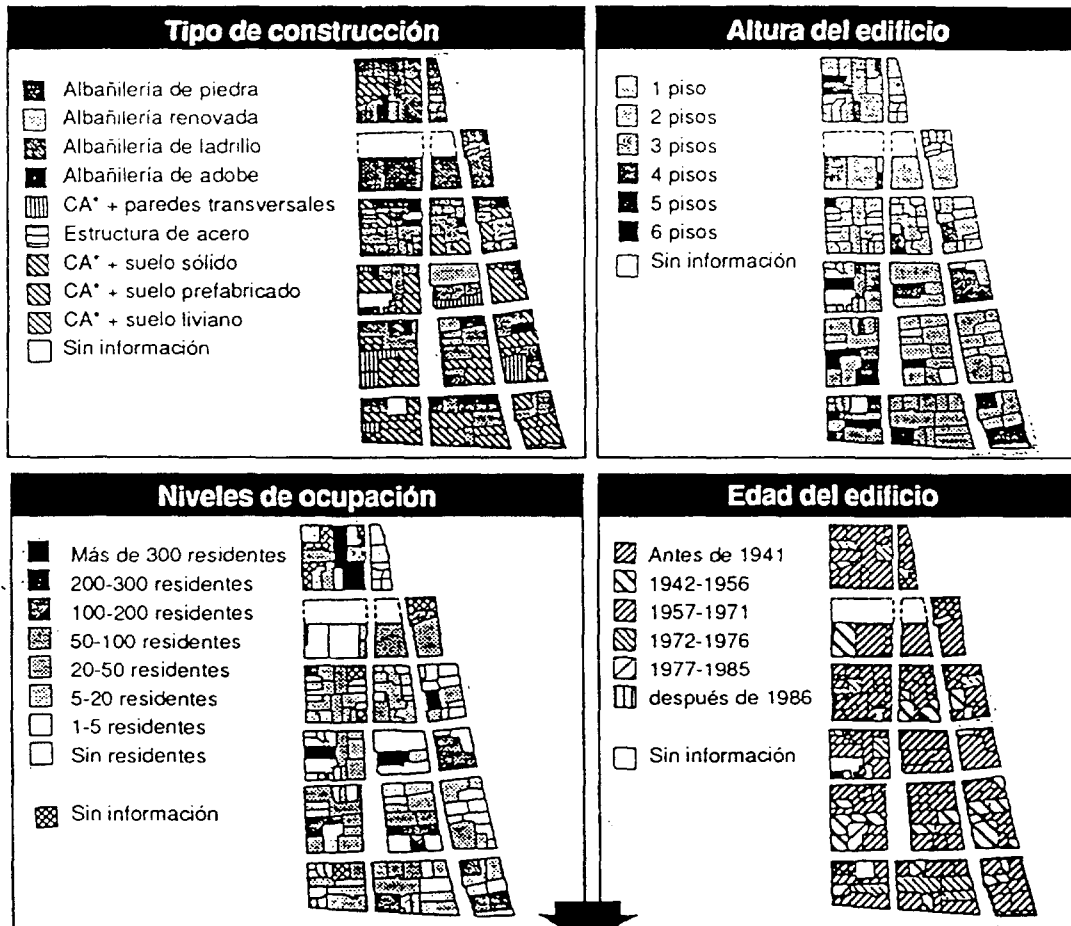 Tipo de construcción
Albañilería de piedra
Albañilería renovada
Albañilería de ladrillo
Albañilería de adobe
CA* + paredes transversales
Estructura de acero
CA* + suelo sólido
CA* + suelo prefabricado
CA* + suelo liviano
Sin información
Altura del edificio
1 piso
2 pisos
3 pisos
4 pisos
5 pisos
6 pisos
Sin información
Niveles de ocupación
Más de 300 residentes
200-300 residentes
100-200 residentes
50-100 residentes
20-50 residentes
5-20 residentes
1-5 residentes
Sin residentes
Sin información
Edad del edificio
Antes de 1941
1942-1956
1957-1971
1972-1976
1977-1985
después de 1986
Sin información